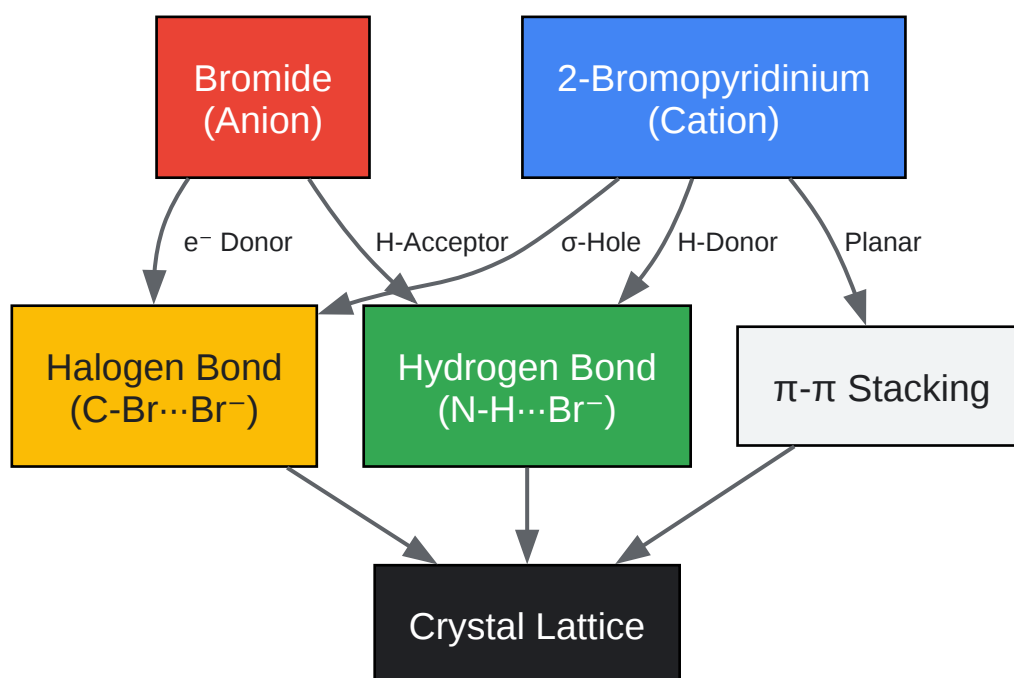 Bromide
(Anion)
2-Bromopyridinium
(Cation)
e⁻ Donor
H-Acceptor
σ-Hole
H-Donor
Planar
Halogen Bond
(C-Br···Br⁻)
Hydrogen Bond
(N-H···Br⁻)
π-π Stacking
Crystal Lattice